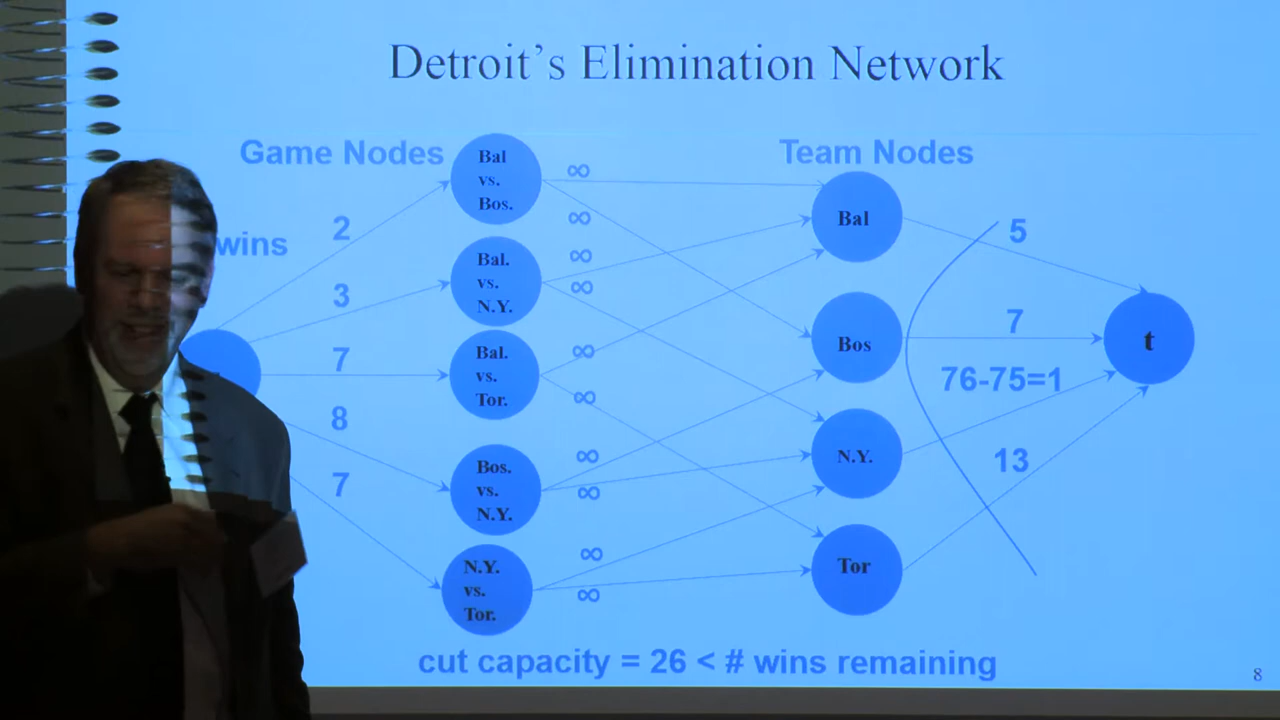 Detroit's Elimination Network
Game Nodes
Team Nodes
wins
2
3
7
8
7
Bal
vs.
Bos.
Bal.
vs.
N.Y.
Bal.
vs.
Tor.
Bos.
vs.
N.Y.
N.Y.
vs.
Tor.
∞
∞
∞
∞
∞
∞
∞
∞
∞
∞
Bal
Bos
N.Y.
Tor
5
7
76-75=1
13
t
cut capacity = 26 < # wins remaining
8